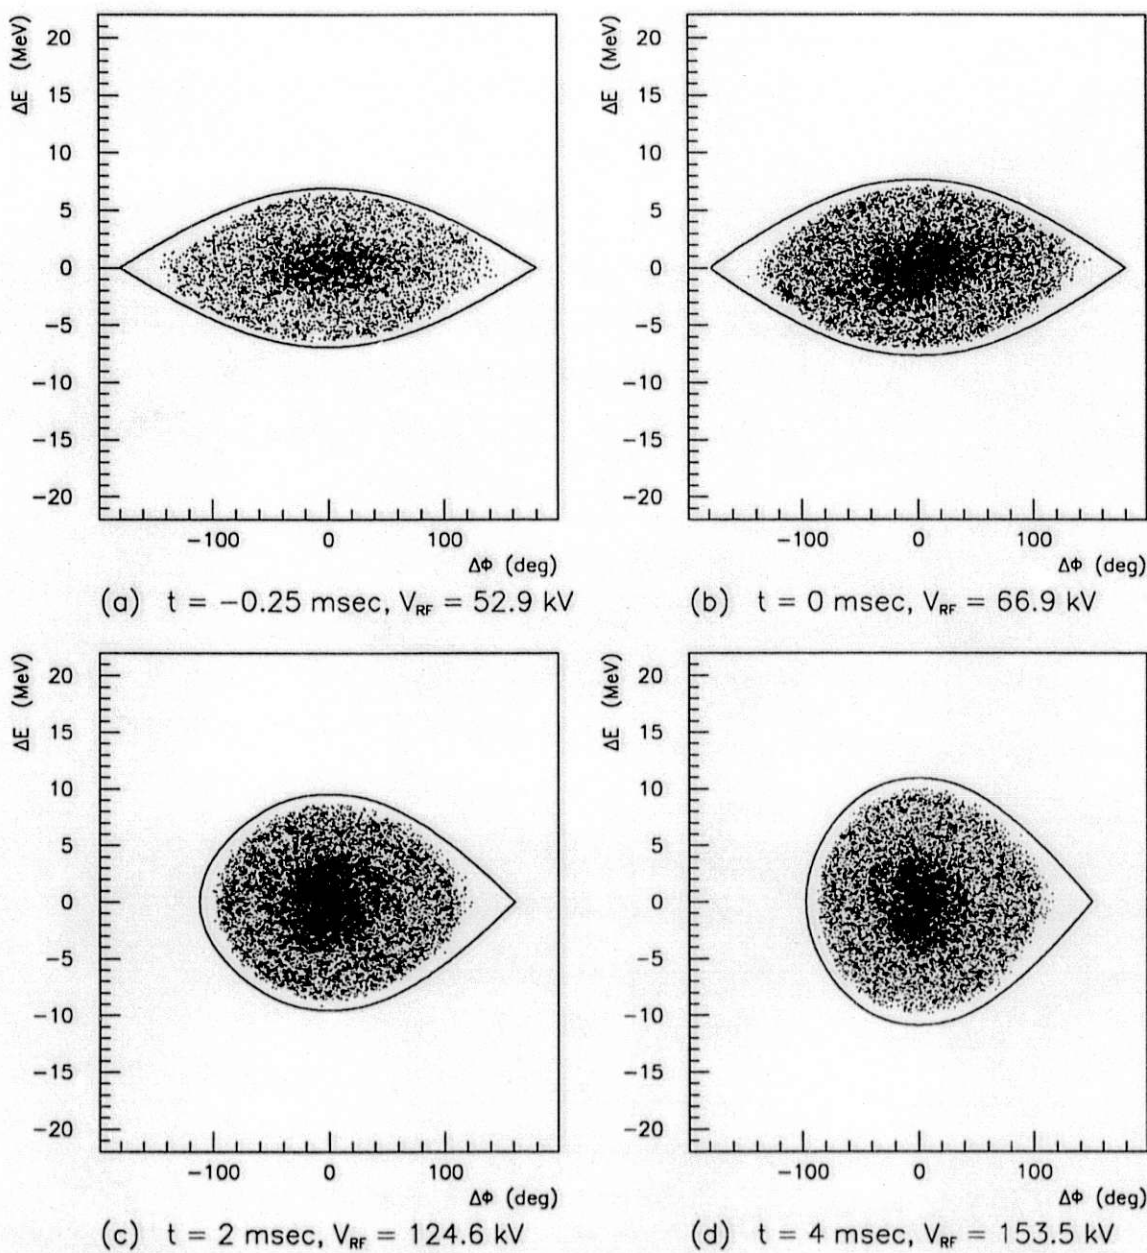 ΔE (MeV)
20
15
10
5
0
−5
−10
−15
−20
−100 0 100
ΔΦ (deg)
(a) t = −0.25 msec, V_RF = 52.9 kV
ΔE (MeV)
20
15
10
5
0
−5
−10
−15
−20
−100 0 100
ΔΦ (deg)
(b) t = 0 msec, V_RF = 66.9 kV
ΔE (MeV)
20
15
10
5
0
−5
−10
−15
−20
−100 0 100
ΔΦ (deg)
(c) t = 2 msec, V_RF = 124.6 kV
ΔE (MeV)
20
15
10
5
0
−5
−10
−15
−20
−100 0 100
ΔΦ (deg)
(d) t = 4 msec, V_RF = 153.5 kV